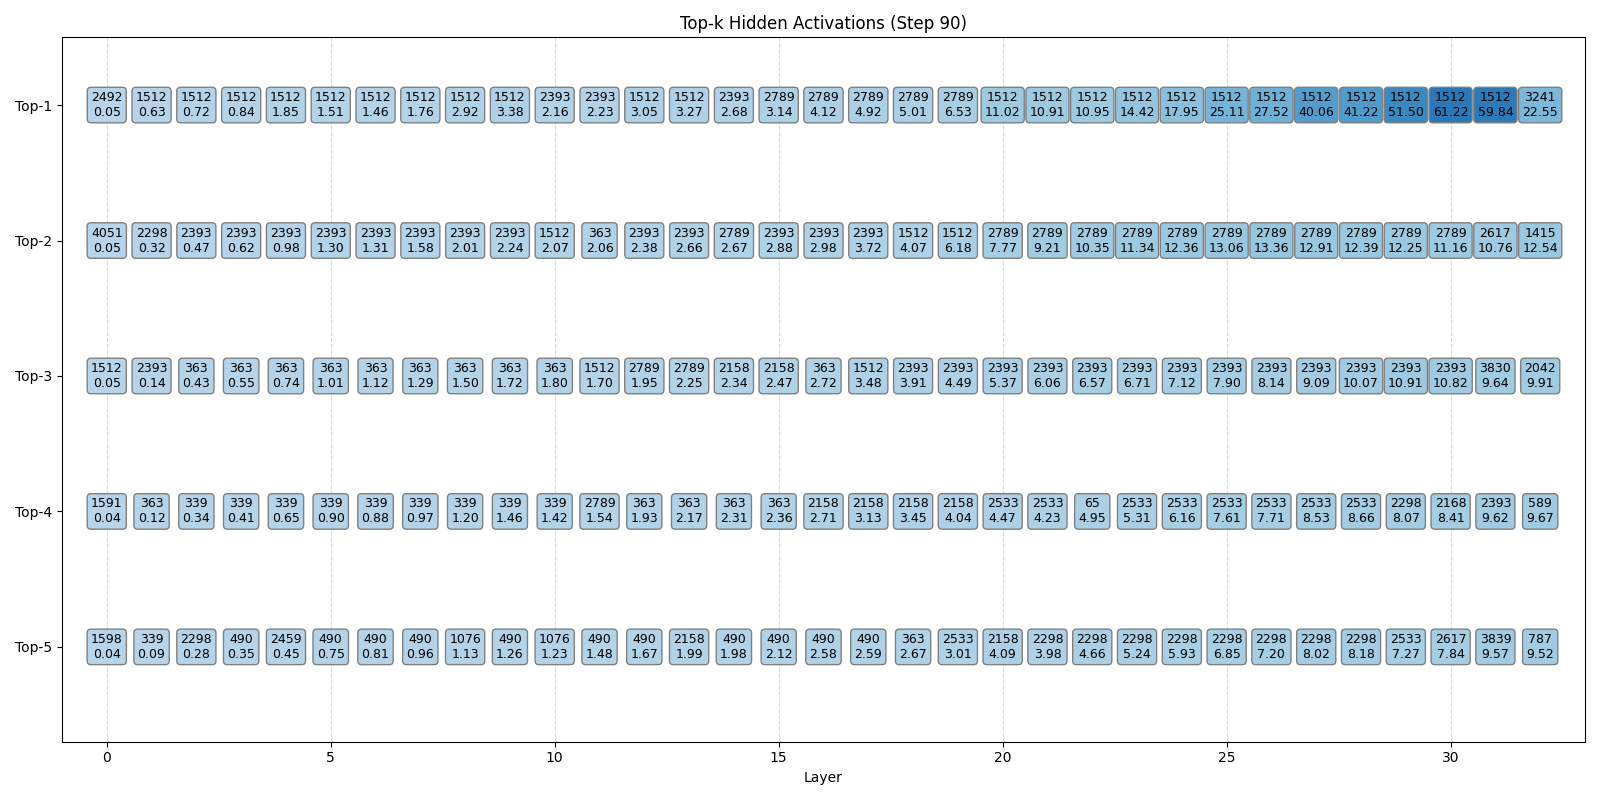 Top-k Hidden Activations (Step 90)
Top-1
2492 1512 1512 1512 1512 1512 1512 1512 1512 1512 2393 2393 1512 1512 2393 2789 2789 2789 2789 2789 1512 1512 1512 1512 1512 1512 1512 1512 1512 1512 1512 1512 3241
0.05 0.63 0.72 0.84 1.85 1.51 1.46 1.76 2.92 3.38 2.16 2.23 3.05 3.27 2.68 3.14 4.12 4.92 5.01 6.53 11.02 10.91 10.95 14.42 17.95 25.11 27.52 40.06 41.22 51.50 61.22 59.84 22.55
Top-2
4051 2298 2393 2393 2393 2393 2393 2393 2393 2393 1512 363 2393 2393 2789 2393 2393 2393 1512 1512 2789 2789 2789 2789 2789 2789 2789 2789 2789 2789 2789 2617 1415
0.05 0.32 0.47 0.62 0.98 1.30 1.31 1.58 2.01 2.24 2.07 2.06 2.38 2.66 2.67 2.88 2.98 3.72 4.07 6.18 7.77 9.21 10.35 11.34 12.36 13.06 13.36 12.91 12.39 12.25 11.16 10.76 12.54
Top-3
1512 2393 363 363 363 363 363 363 363 363 363 1512 2789 2789 2158 2158 363 1512 2393 2393 2393 2393 2393 2393 2393 2393 2393 2393 2393 2393 2393 3830 2042
0.05 0.14 0.43 0.55 0.74 1.01 1.12 1.29 1.50 1.72 1.80 1.70 1.95 2.25 2.34 2.47 2.72 3.48 3.91 4.49 5.37 6.06 6.57 6.71 7.12 7.90 8.14 9.09 10.07 10.91 10.82 9.64 9.91
Top-4
1591 363 339 339 339 339 339 339 339 339 339 2789 363 363 363 363 2158 2158 2158 2158 2533 2533 65 2533 2533 2533 2533 2533 2533 2298 2168 2393 589
0.04 0.12 0.34 0.41 0.65 0.90 0.88 0.97 1.20 1.46 1.42 1.54 1.93 2.17 2.31 2.36 2.71 3.13 3.45 4.04 4.47 4.23 4.95 5.31 6.16 7.61 7.71 8.53 8.66 8.07 8.41 9.62 9.67
Top-5
1598 339 2298 490 2459 490 490 490 1076 490 1076 490 490 2158 490 490 490 490 363 2533 2158 2298 2298 2298 2298 2298 2298 2298 2298 2533 2617 3839 787
0.04 0.09 0.28 0.35 0.45 0.75 0.81 0.96 1.13 1.26 1.23 1.48 1.67 1.99 1.98 2.12 2.58 2.59 2.67 3.01 4.09 3.98 4.66 5.24 5.93 6.85 7.20 8.02 8.18 7.27 7.84 9.57 9.52
0 5 10 15 20 25 30
Layer